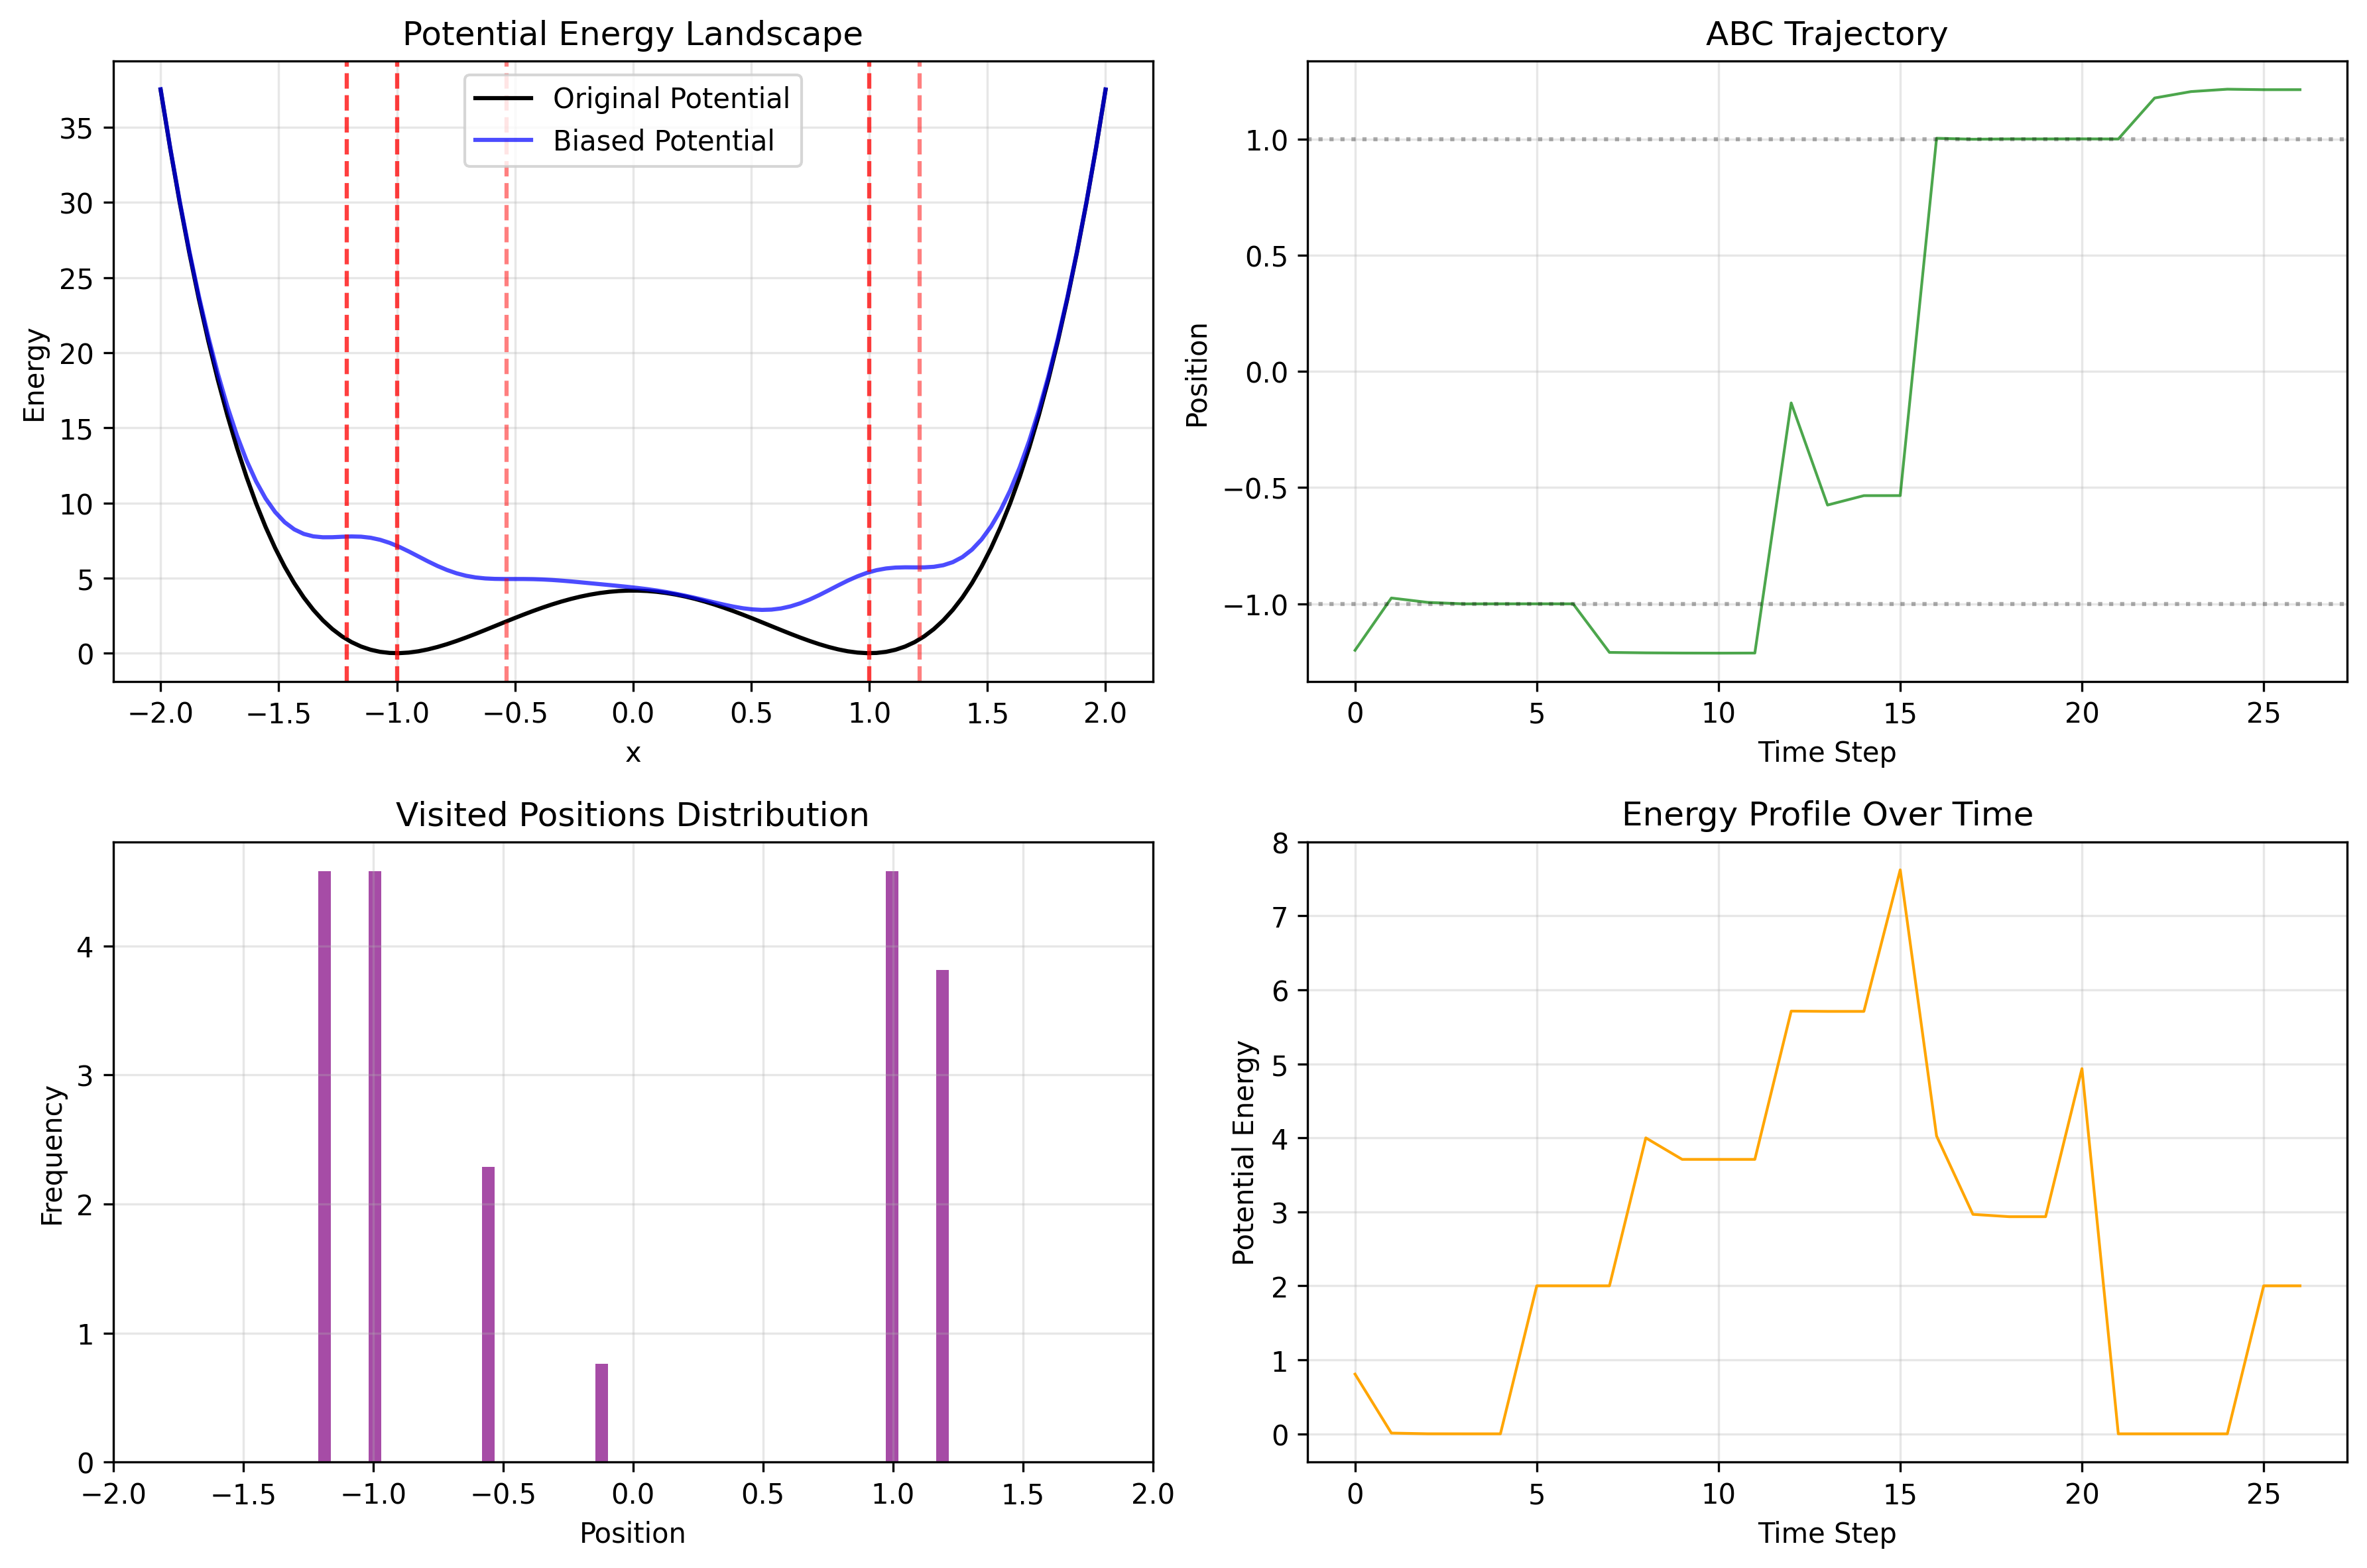 Potential Energy Landscape
Original Potential
Biased Potential
Energy
35
30
25
20
15
10
5
0
−2.0 −1.5 −1.0 −0.5 0.0 0.5 1.0 1.5 2.0
x
ABC Trajectory
Position
1.0
0.5
0.0
−0.5
−1.0
0 5 10 15 20 25
Time Step
Visited Positions Distribution
Frequency
4
3
2
1
0
−2.0 −1.5 −1.0 −0.5 0.0 0.5 1.0 1.5 2.0
Position
Energy Profile Over Time
Potential Energy
8
7
6
5
4
3
2
1
0
0 5 10 15 20 25
Time Step